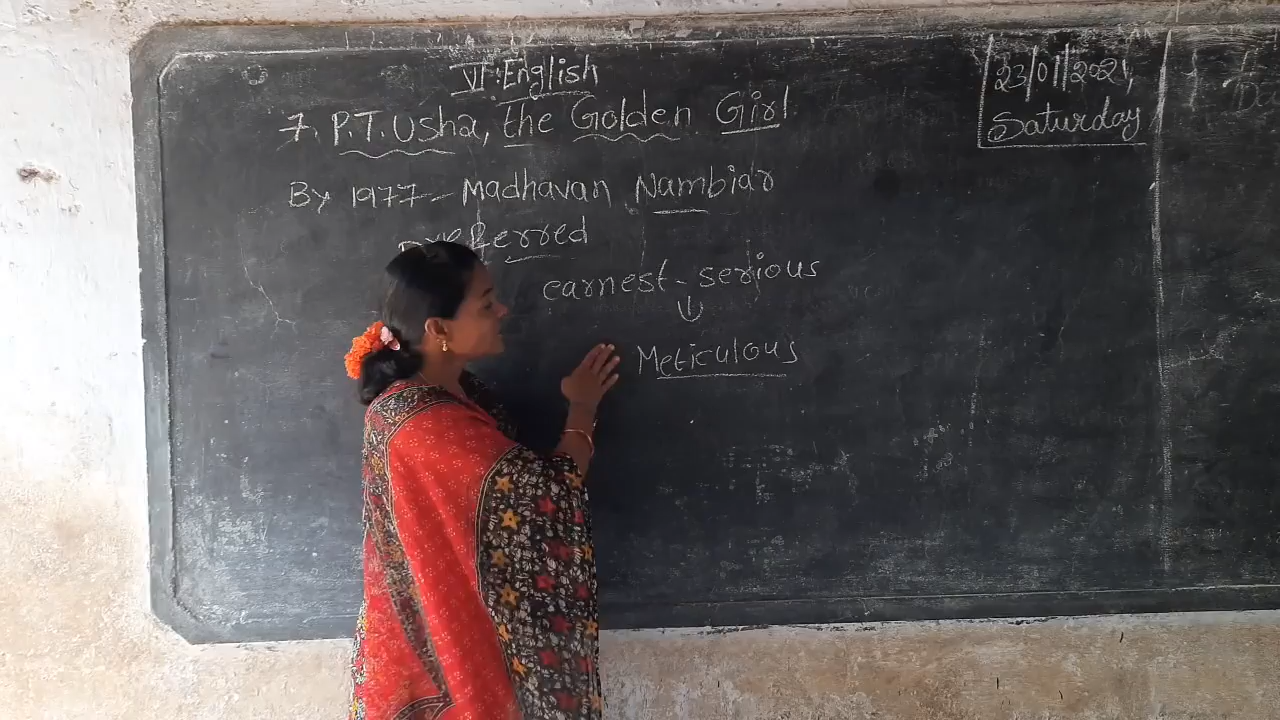 VI English
7. P.T. Usha, the Golden Girl
23/01/2021,
Saturday
By 1977 - Madhavan Nambiar
preferred
earnest - serious
↓
Meticulous